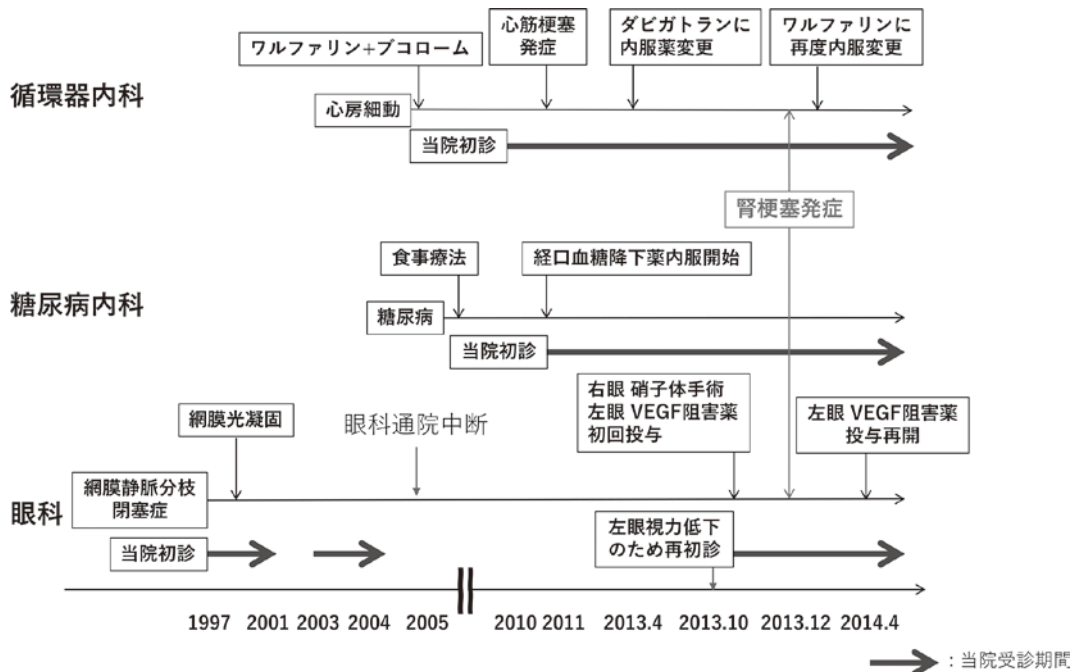 ワルファリン+ブコローム
心筋梗塞
発症
ダビガトランに
内服薬変更
ワルファリンに
再度内服変更
循環器内科
心房細動
当院初診
腎梗塞発症
食事療法
経口血糖降下薬内服開始
糖尿病内科
糖尿病
当院初診
網膜光凝固
眼科通院中断
右眼 硝子体手術
左眼 VEGF阻害薬
初回投与
左眼 VEGF阻害薬
投与再開
眼科
網膜静脈分枝
閉塞症
当院初診
左眼視力低下
のため再初診
1997 2001 2003 2004 2005 2010 2011 2013.4 2013.10 2013.12 2014.4
:当院受診期間